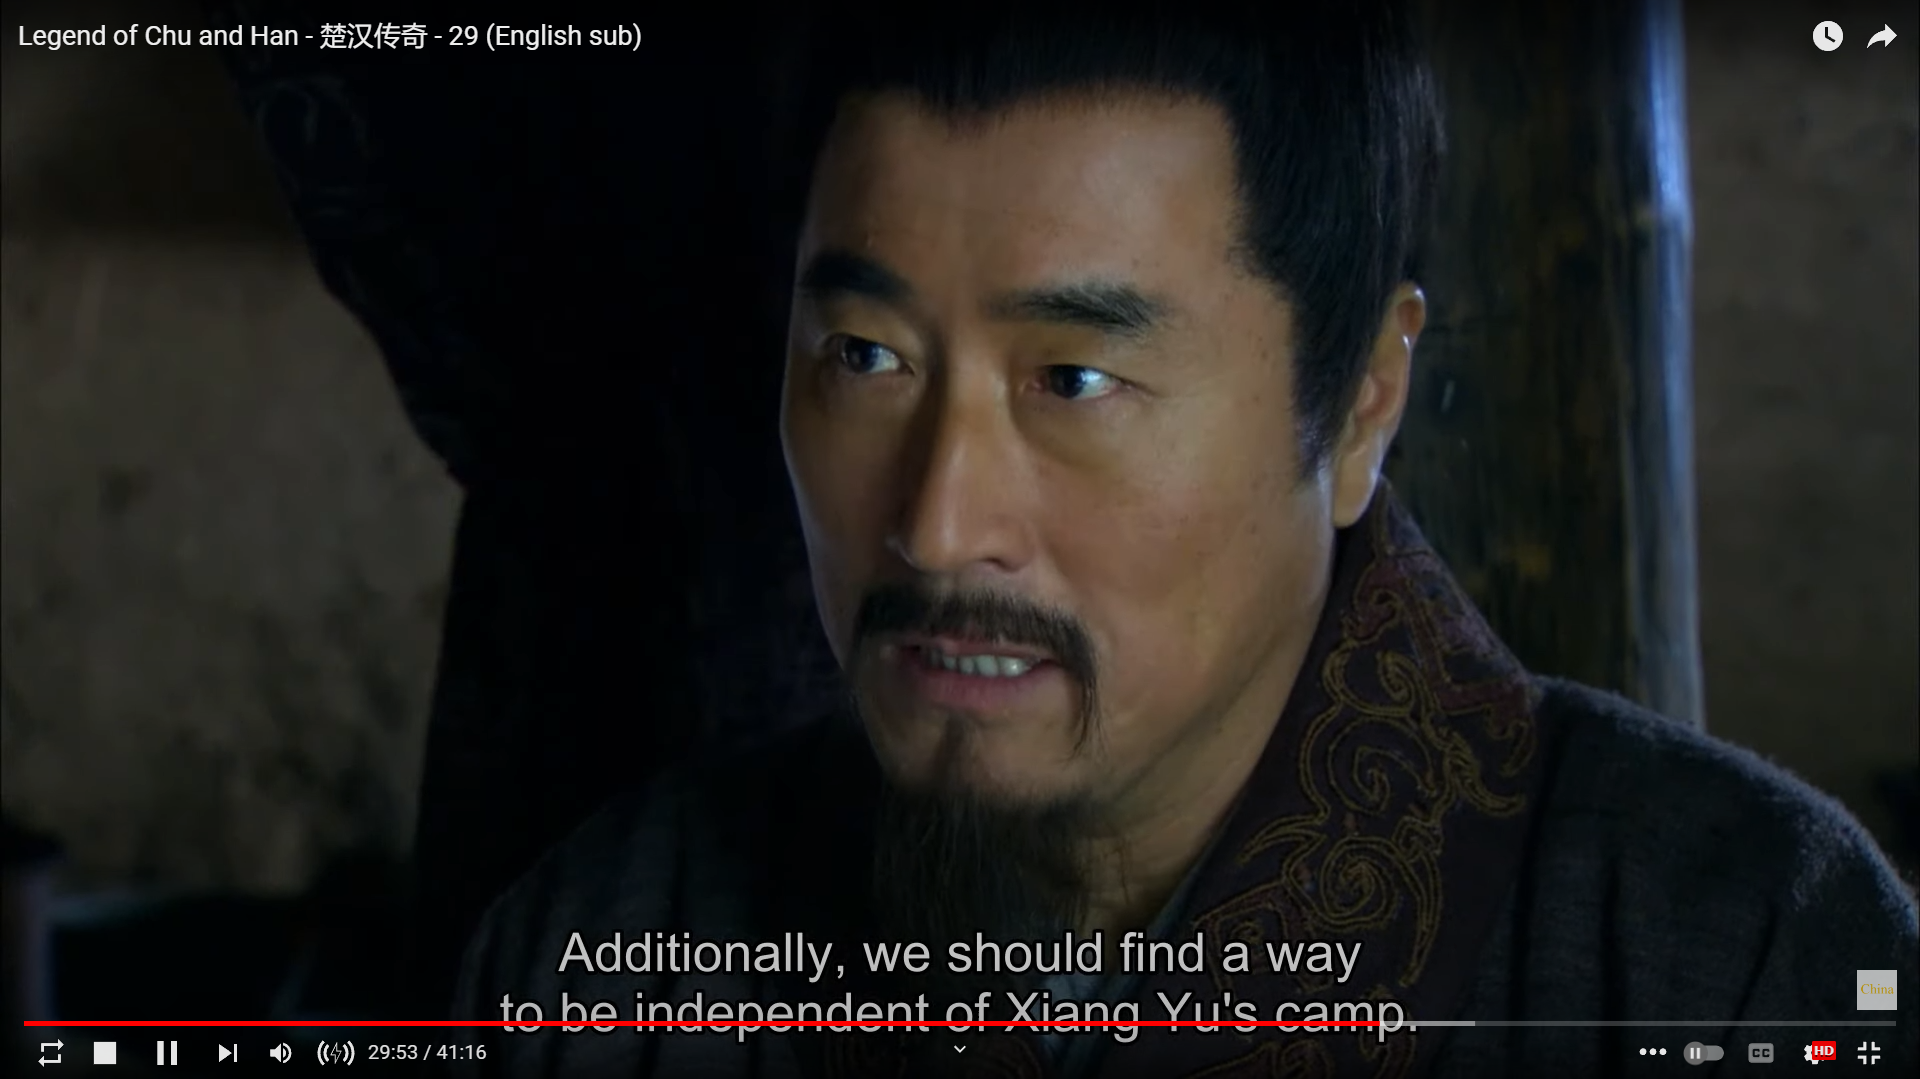 Legend of Chu and Han - 楚汉传奇 - 29 (English sub)
Additionally, we should find a way
to be independent of Xiang Yu's camp.
China
29:53 / 41:16
CC
HD